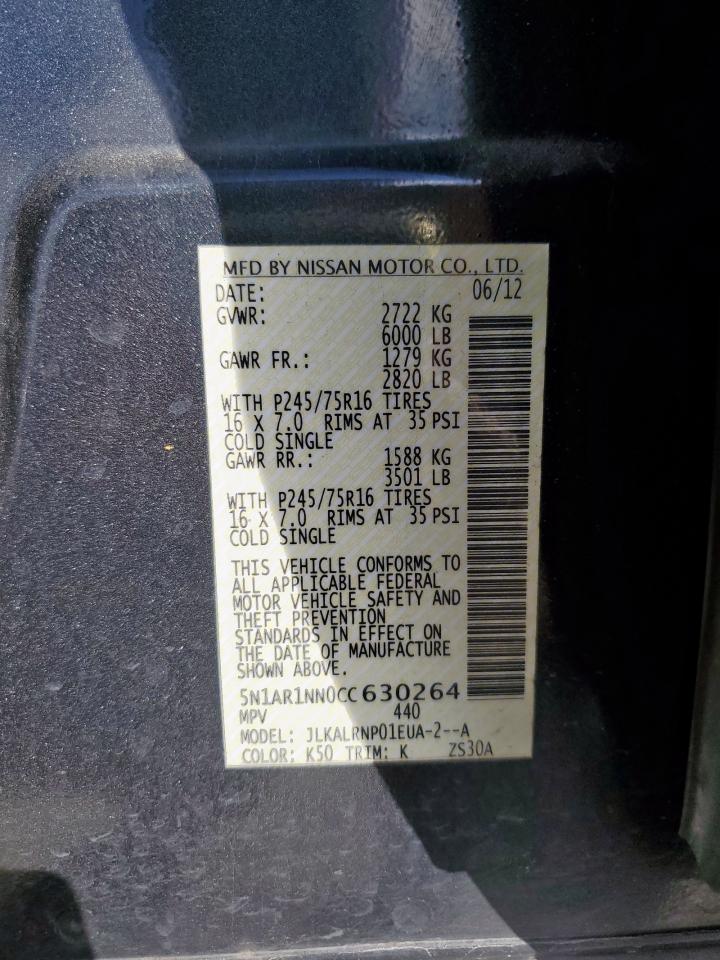 MFD BY NISSAN MOTOR CO., LTD.
DATE: 06/12
GVWR: 2722 KG
6000 LB
GAWR FR.: 1279 KG
2820 LB
WITH P245/75R16 TIRES
16 X 7.0 RIMS AT 35 PSI
COLD SINGLE
GAWR RR.: 1588 KG
3501 LB
WITH P245/75R16 TIRES
16 X 7.0 RIMS AT 35 PSI
COLD SINGLE
THIS VEHICLE CONFORMS TO
ALL APPLICABLE FEDERAL
MOTOR VEHICLE SAFETY AND
THEFT PREVENTION
STANDARDS IN EFFECT ON
THE DATE OF MANUFACTURE
SHOWN ABOVE.
5N1AR1NN0CC630264
MPV 440
MODEL: JLKALRNP01EUA-2--A
COLOR: K50 TRIM: K ZS30A